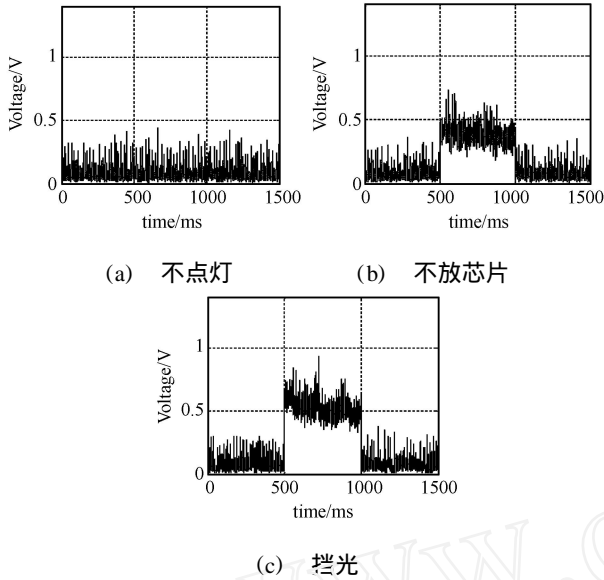 Voltage/V
1
0.5
0
0 500 1000 1500
time/ms
(a) 不点灯
Voltage/V
1
0.5
0
0 500 1000 1500
time/ms
(b) 不放芯片
Voltage/V
1
0.5
0
0 500 1000 1500
time/ms
(c) 挡光